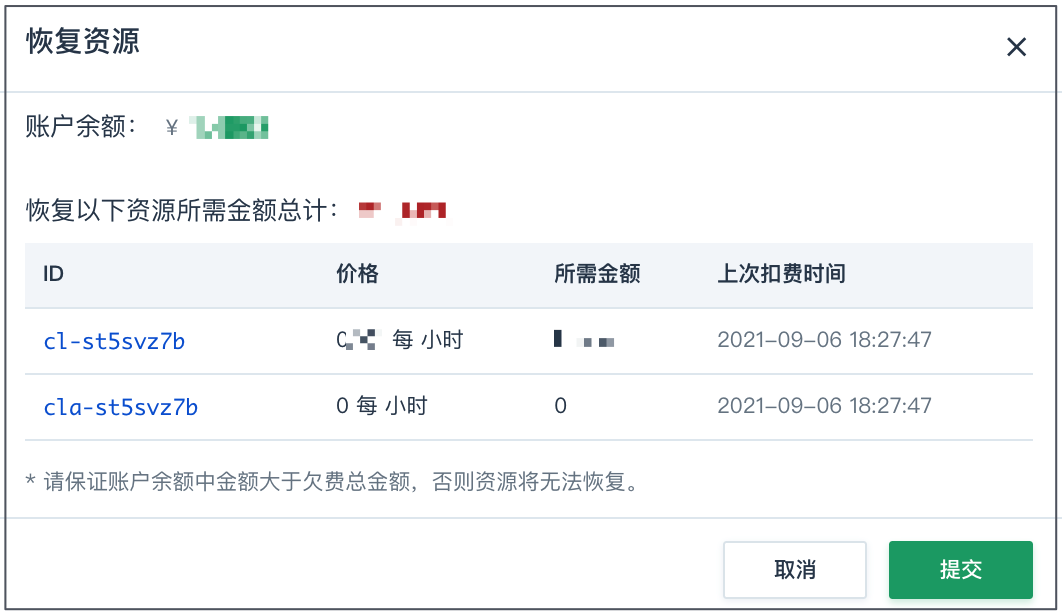 恢复资源
账户余额： ￥
恢复以下资源所需金额总计：
ID 价格 所需金额 上次扣费时间
cl-st5svz7b 每 小时 2021-09-06 18:27:47
cla-st5svz7b 0 每 小时 0 2021-09-06 18:27:47
* 请保证账户余额中金额大于欠费总金额，否则资源将无法恢复。
取消 提交